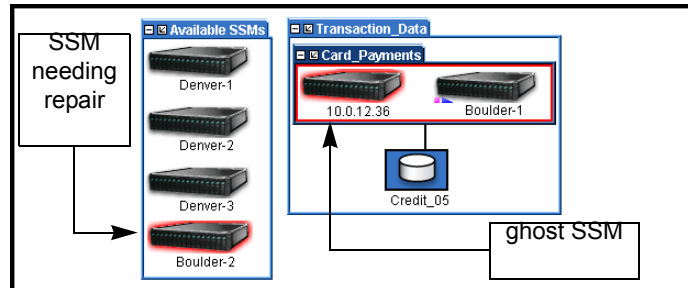 SSM
needing
repair
Available SSMs
Denver-1
Denver-2
Denver-3
Boulder-2
Transaction_Data
Card_Payments
10.0.12.36
Boulder-1
Credit_05
ghost SSM